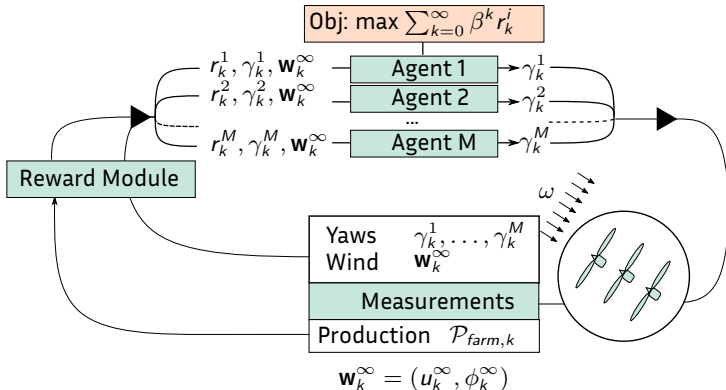 Obj: max ∑_{k=0}^{∞} β^k r_k^i
r_k^1, γ_k^1, w_k^∞ Agent 1 γ_k^1
r_k^2, γ_k^2, w_k^∞ Agent 2 γ_k^2
...
r_k^M, γ_k^M, w_k^∞ Agent M γ_k^M
Reward Module
ω
Yaws γ_k^1, . . . , γ_k^M
Wind w_k^∞
Measurements
Production P_{farm,k}
w_k^∞ = (u_k^∞, ϕ_k^∞)